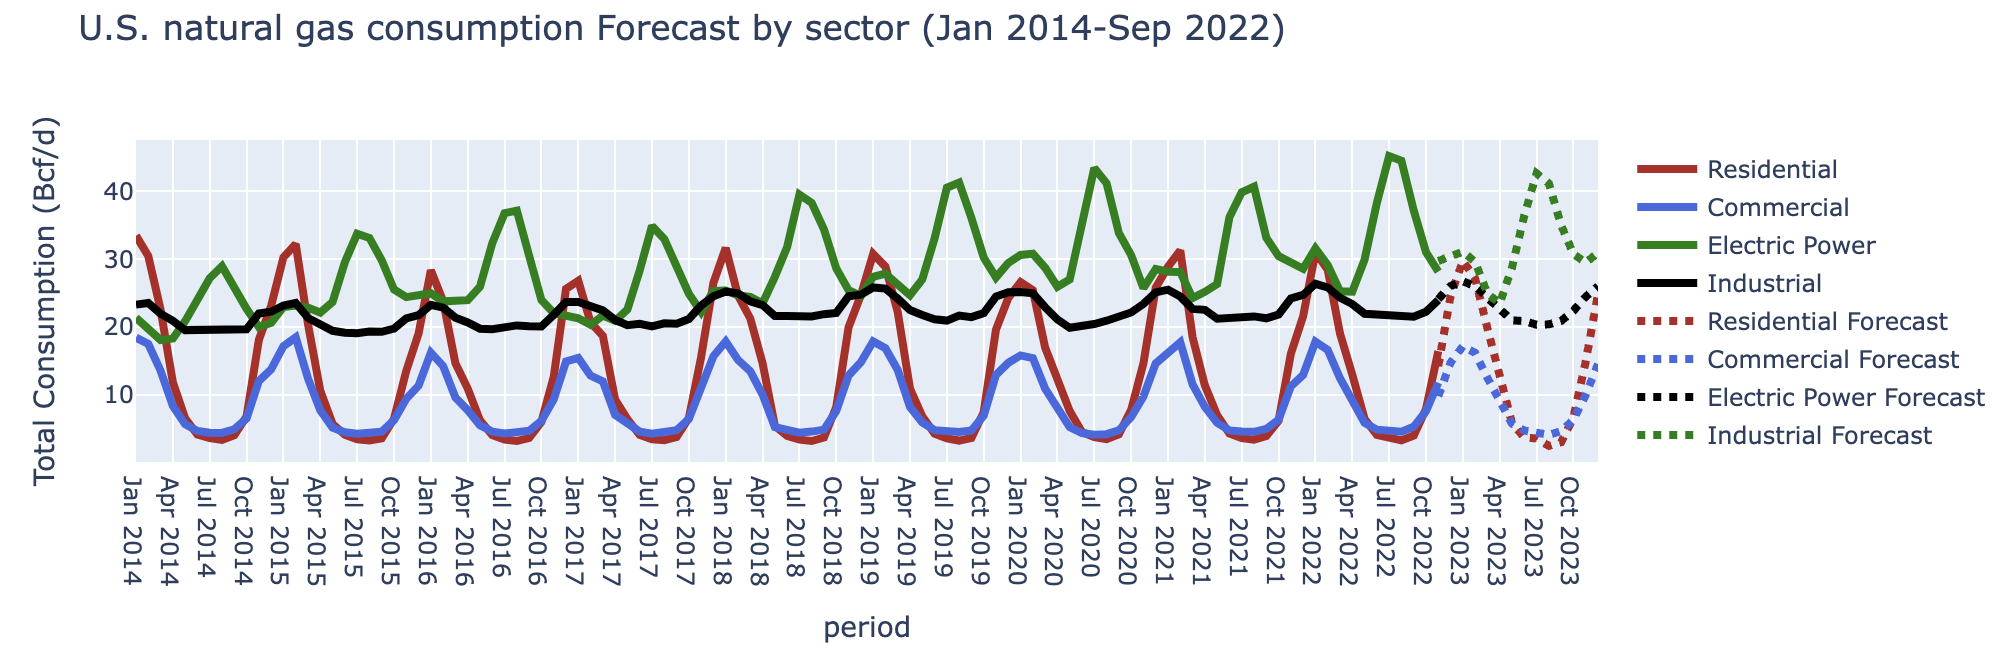 U.S. natural gas consumption Forecast by sector (Jan 2014-Sep 2022)
Total Consumption (Bcf/d)
40
30
20
10
Jan 2014
Apr 2014
Jul 2014
Oct 2014
Jan 2015
Apr 2015
Jul 2015
Oct 2015
Jan 2016
Apr 2016
Oct 2016
Jan 2017
Apr 2017
Jul 2017
Oct 2017
Jan 2018
Apr 2018
Jul 2018
Oct 2018
Jan 2019
Apr 2019
Jul 2019
Oct 2019
Jan 2020
Apr 2020
Jul 2020
Oct 2020
Jan 2021
Apr 2021
Jul 2021
Oct 2021
Jan 2022
Apr 2022
Jul 2022
Oct 2022
Jan 2023
Apr 2023
Jul 2023
Oct 2023
period
Residential
Commercial
Electric Power
Industrial
Residential Forecast
Commercial Forecast
Electric Power Forecast
Industrial Forecast